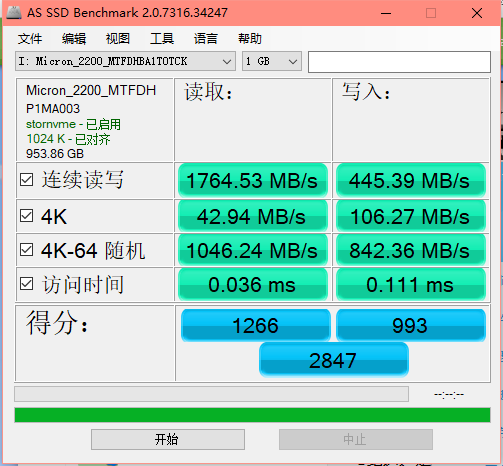 AS SSD Benchmark 2.0.7316.34247
文件 编辑 视图 工具 语言 帮助
I: Micron_2200_MTFDHBA1T0TCK 1 GB
Micron_2200_MTFDH
P1MA003
stornvme - 已启用
1024 K - 已对齐
953.86 GB
读取: 写入:
连续读写 1764.53 MB/s 445.39 MB/s
4K 42.94 MB/s 106.27 MB/s
4K-64 随机 1046.24 MB/s 842.36 MB/s
访问时间 0.036 ms 0.111 ms
得分: 1266 993
2847
--:--:--
开始 中止